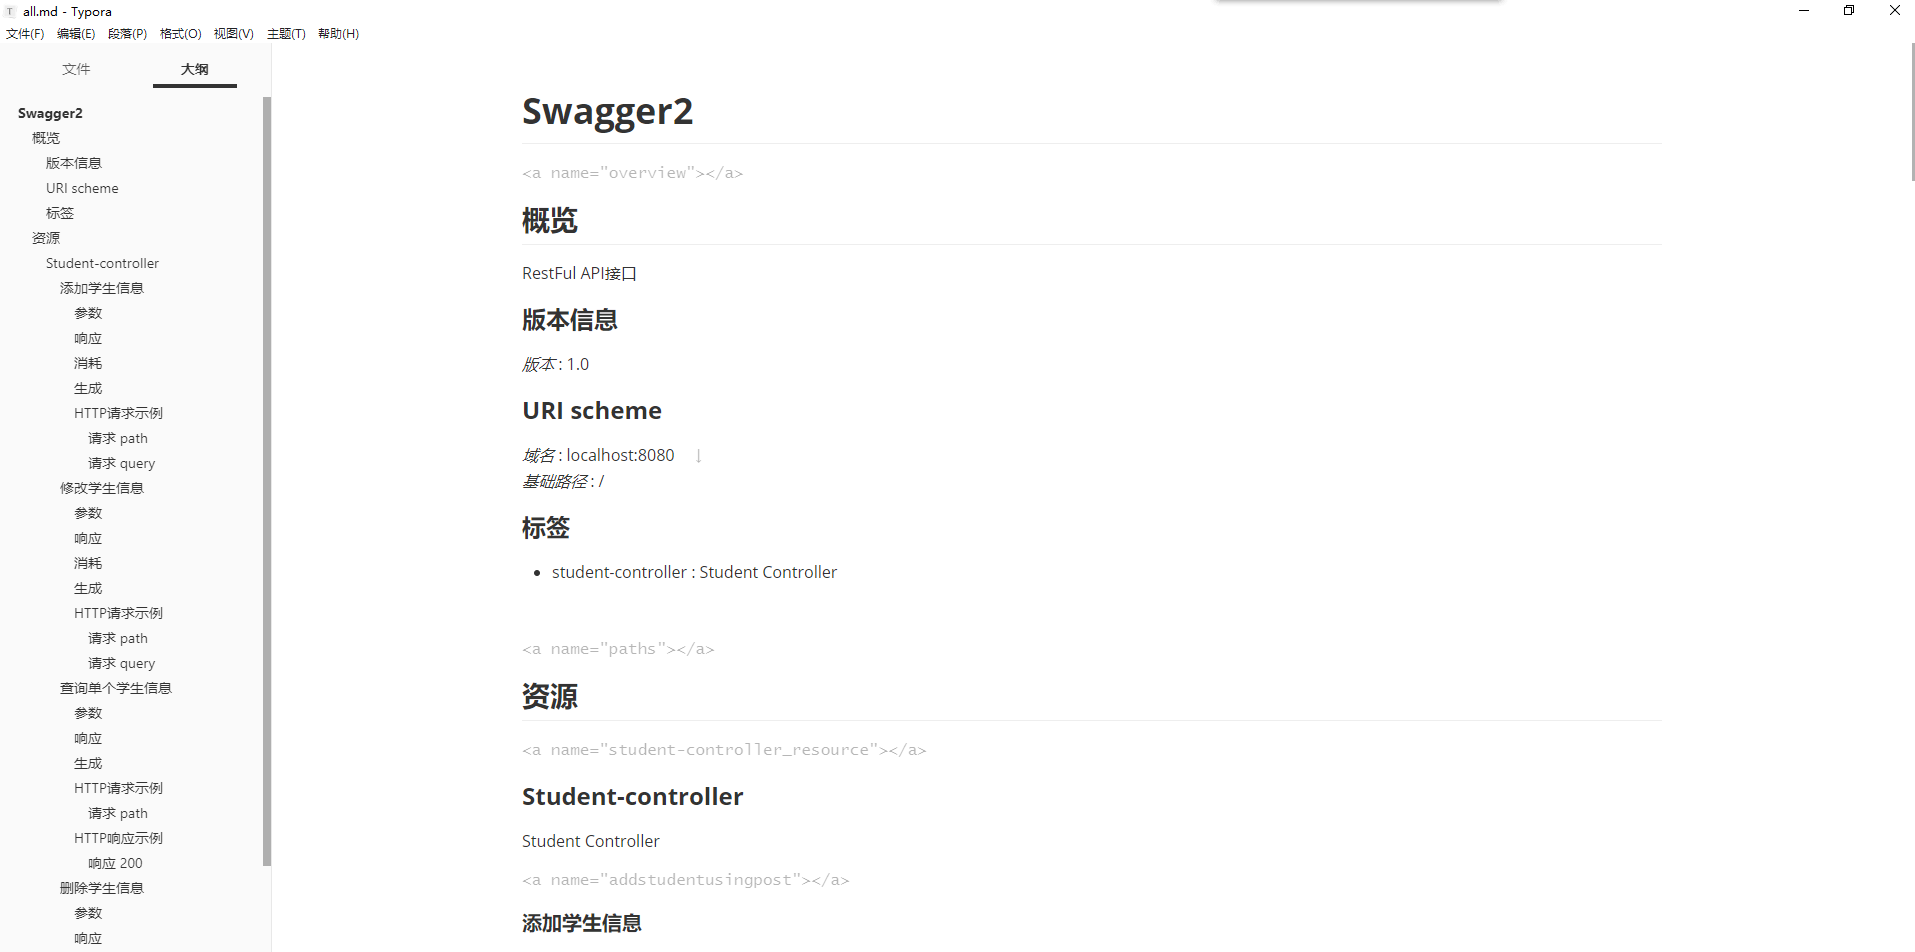 all.md - Typora
文件(F) 编辑(E) 段落(P) 格式(O) 视图(V) 主题(T) 帮助(H)
文件 大纲
Swagger2
概览
版本信息
URI scheme
标签
资源
Student-controller
添加学生信息
参数
响应
消耗
生成
HTTP请求示例
请求 path
请求 query
修改学生信息
参数
响应
消耗
生成
HTTP请求示例
请求 path
请求 query
查询单个学生信息
参数
响应
生成
HTTP请求示例
请求 path
HTTP响应示例
响应 200
删除学生信息
参数
响应
Swagger2
<a name="overview"></a>
概览
RestFul API接口
版本信息
版本 : 1.0
URI scheme
域名 : localhost:8080 ↓
基础路径 : /
标签
• student-controller : Student Controller
<a name="paths"></a>
资源
<a name="student-controller_resource"></a>
Student-controller
Student Controller
<a name="addstudentusingpost"></a>
添加学生信息